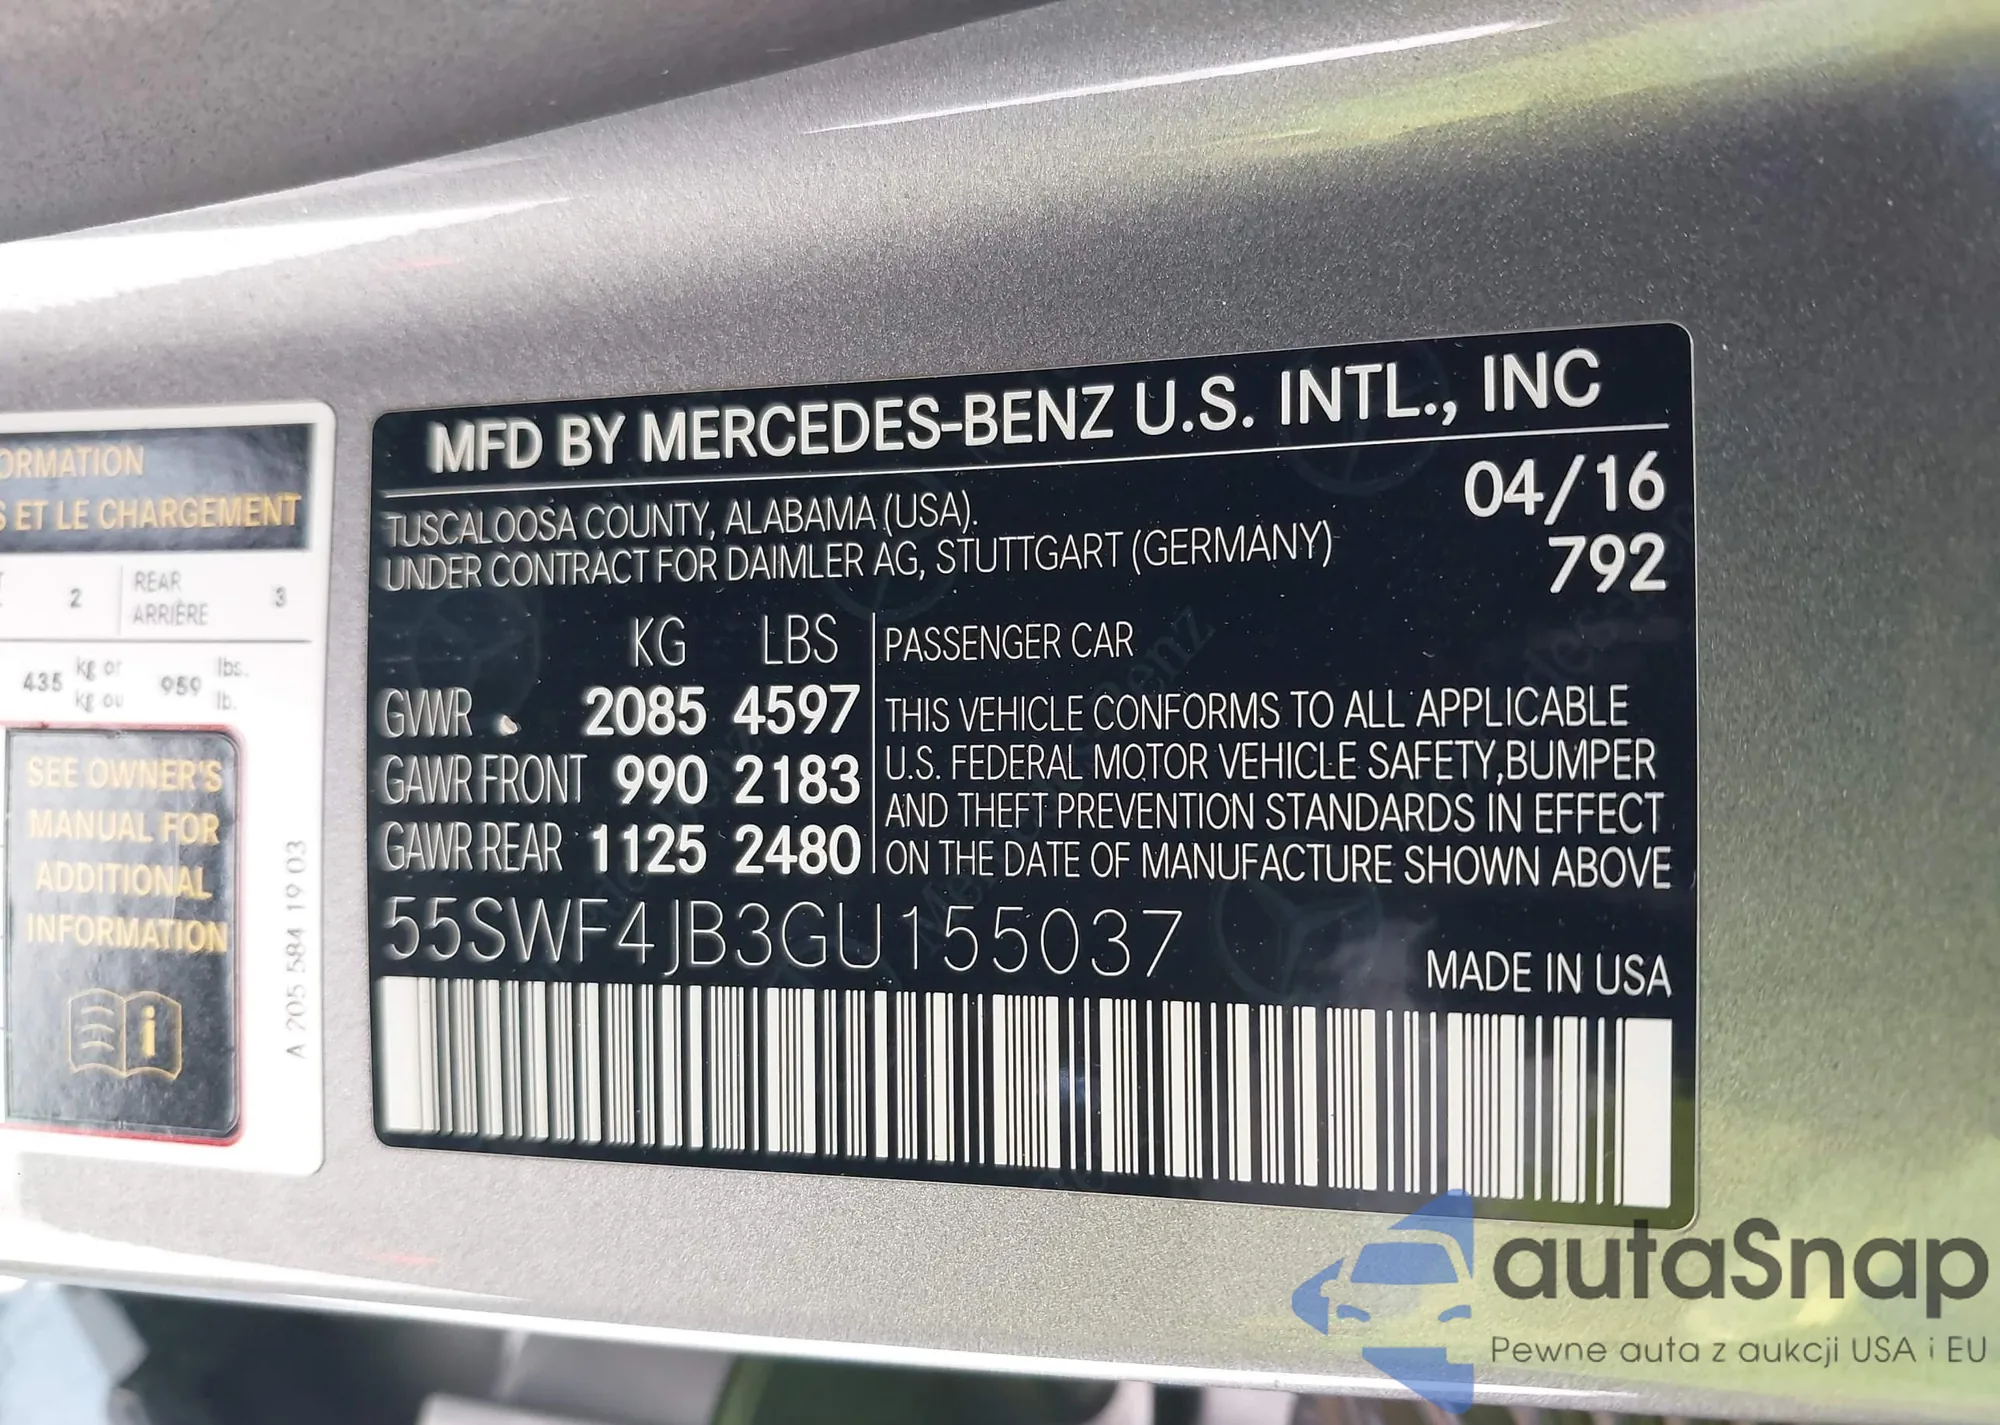 ORMATION
S ET LE CHARGEMENT
2 REAR 3
ARRIÈRE
435 kg or 959 lbs.
kg ou lb.
SEE OWNER'S
MANUAL FOR
ADDITIONAL
INFORMATION
i
A 205 584 19 03
MFD BY MERCEDES-BENZ U.S. INTL., INC
TUSCALOOSA COUNTY, ALABAMA (USA). 04/16
UNDER CONTRACT FOR DAIMLER AG, STUTTGART (GERMANY) 792
KG LBS
GVWR 2085 4597
GAWR FRONT 990 2183
GAWR REAR 1125 2480
PASSENGER CAR
THIS VEHICLE CONFORMS TO ALL APPLICABLE
U.S. FEDERAL MOTOR VEHICLE SAFETY,BUMPER
AND THEFT PREVENTION STANDARDS IN EFFECT
ON THE DATE OF MANUFACTURE SHOWN ABOVE
55SWF4JB3GU155037
MADE IN USA
autaSnap
Pewne auta z aukcji USA i EU